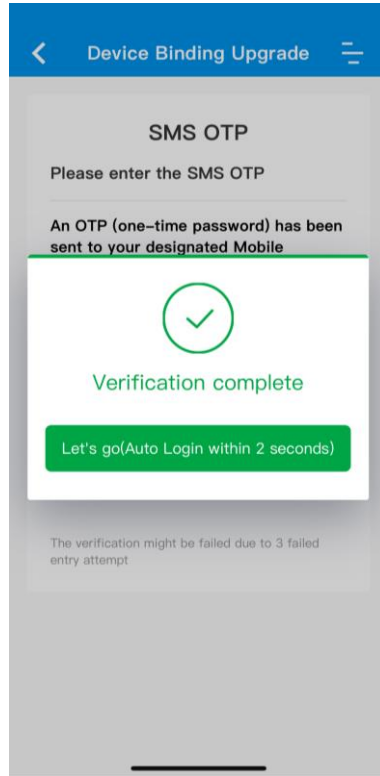 Device Binding Upgrade
SMS OTP
Please enter the SMS OTP
An OTP (one-time password) has been
sent to your designated Mobile
Verification complete
Let's go(Auto Login within 2 seconds)
The verification might be failed due to 3 failed
entry attempt